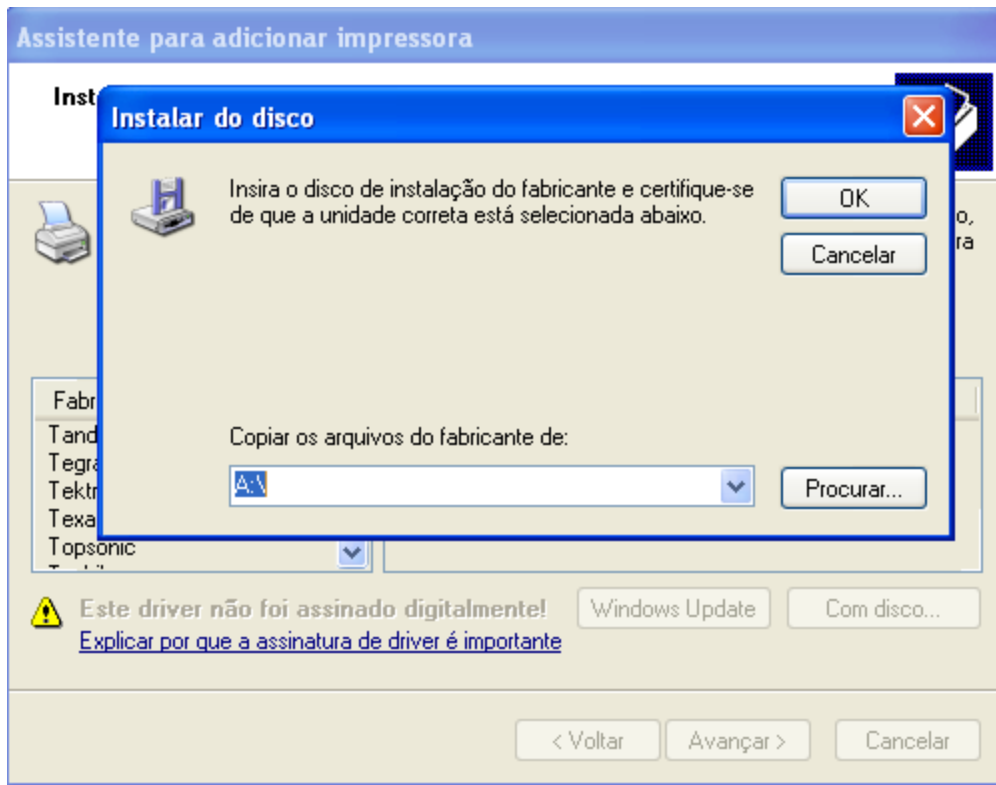 Assistente para adicionar impressora
Inst
Instalar do disco
Insira o disco de instalação do fabricante e certifique-se
de que a unidade correta está selecionada abaixo.
OK
Cancelar
o,
ra
Copiar os arquivos do fabricante de:
A:\
Procurar...
Fabr
Tand
Tegra
Tektr
Texa
Topsonic
Este driver não foi assinado digitalmente!
Windows Update
Com disco...
Explicar por que a assinatura de driver é importante
< Voltar
Avançar >
Cancelar